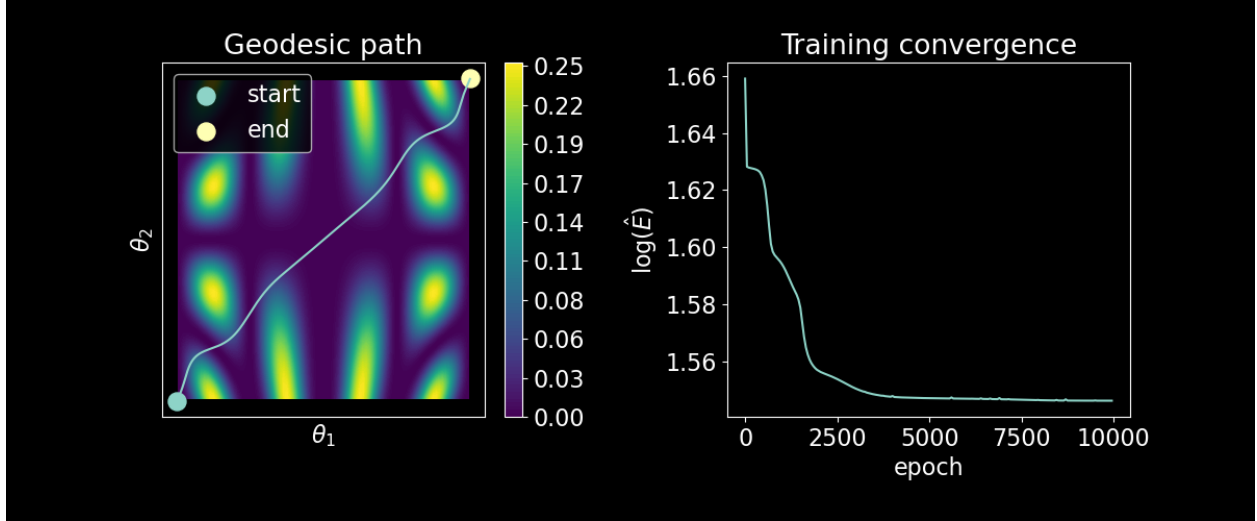 Geodesic path
start
end
θ₂
θ₁
0.25
0.22
0.19
0.17
0.14
0.11
0.08
0.06
0.03
0.00
Training convergence
log(Ê)
1.66
1.64
1.62
1.60
1.58
1.56
0 2500 5000 7500 10000
epoch